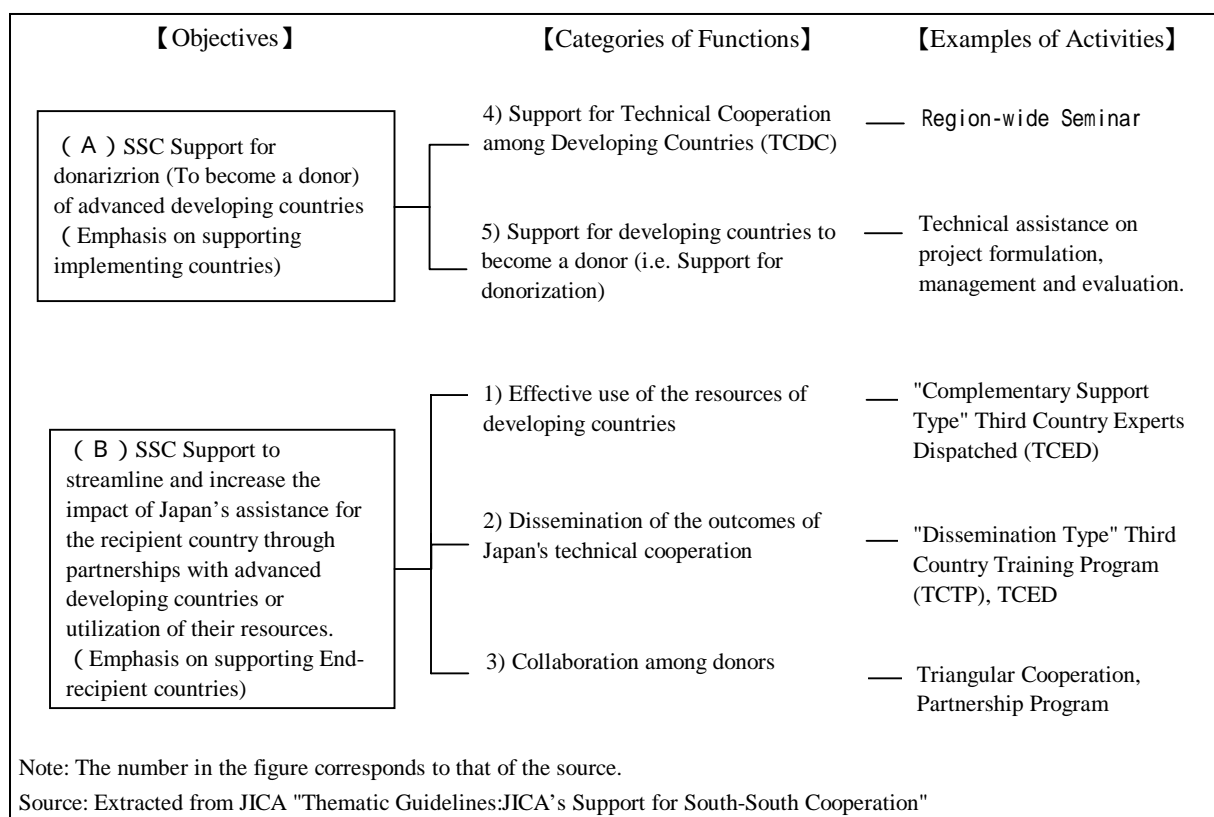 【Objectives】
【Categories of Functions】
【Examples of Activities】
( A ) SSC Support for
donarizrion (To become a donor)
of advanced developing countries
( Emphasis on supporting
implementing countries)
4) Support for Technical Cooperation
among Developing Countries (TCDC)
Region-wide Seminar
5) Support for developing countries to
become a donor (i.e. Support for
donorization)
Technical assistance on
project formulation,
management and evaluation.
( B ) SSC Support to
streamline and increase the
impact of Japan's assistance for
the recipient country through
partnerships with advanced
developing countries or
utilization of their resources.
( Emphasis on supporting End-
recipient countries)
1) Effective use of the resources of
developing countries
"Complementary Support
Type" Third Country Experts
Dispatched (TCED)
2) Dissemination of the outcomes of
Japan's technical cooperation
"Dissemination Type" Third
Country Training Program
(TCTP), TCED
3) Collaboration among donors
Triangular Cooperation,
Partnership Program
Note: The number in the figure corresponds to that of the source.
Source: Extracted from JICA "Thematic Guidelines:JICA's Support for South-South Cooperation"